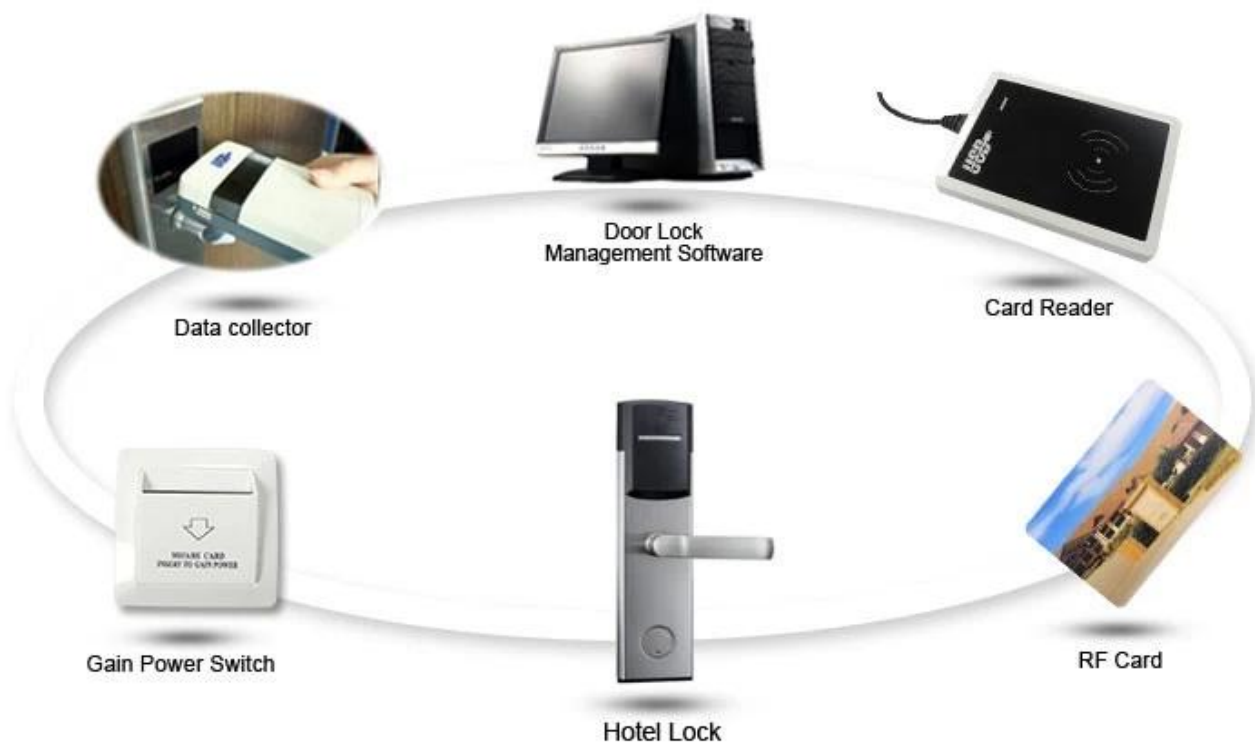 Door Lock
Management Software
Card Reader
Data collector
MIFARE CARD
INSERT TO GAIN POWER
Gain Power Switch
Hotel Lock
RF Card